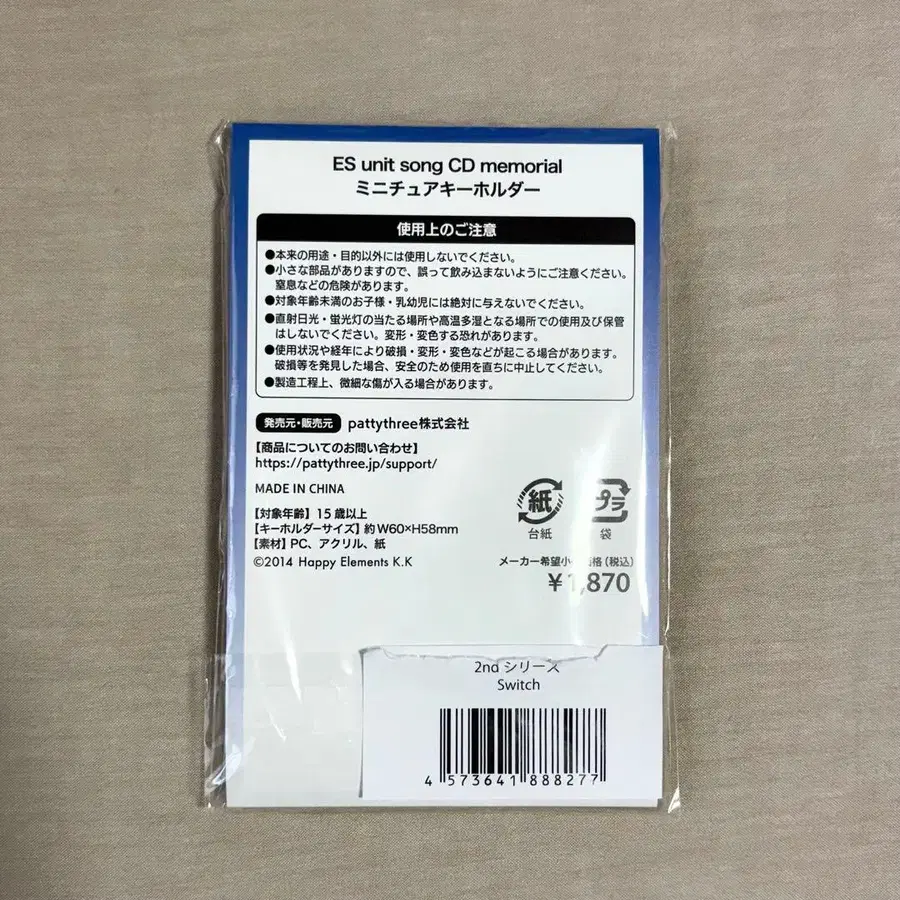 ES unit song CD memorial
ミニチュアキーホルダー
使用上のご注意
●本来の用途・目的以外には使用しないでください。
●小さな部品がありますので、誤って飲み込まないようにご注意ください。
窒息などの危険があります。
●対象年齢未満のお子様・乳幼児には絶対に与えないでください。
●直射日光・蛍光灯の当たる場所や高温多湿となる場所での使用及び保管
はしないでください。変形・変色する恐れがあります。
●使用状況や経年により破損・変形・変色などが起こる場合があります。
破損等を発見した場合、安全のため使用を直ちに中止してください。
●製造工程上、微細な傷が入る場合があります。
発売元・販売元 pattythree株式会社
【商品についてのお問い合わせ】
https://pattythree.jp/support/
MADE IN CHINA
【対象年齢】15歳以上
【キーホルダーサイズ】約W60×H58mm
【素材】PC、アクリル、紙
©2014 Happy Elements K.K
紙 プラ
台紙 袋
メーカー希望小売価格(税込)
¥1,870
2nd シリーズ
Switch
4 573641 888277